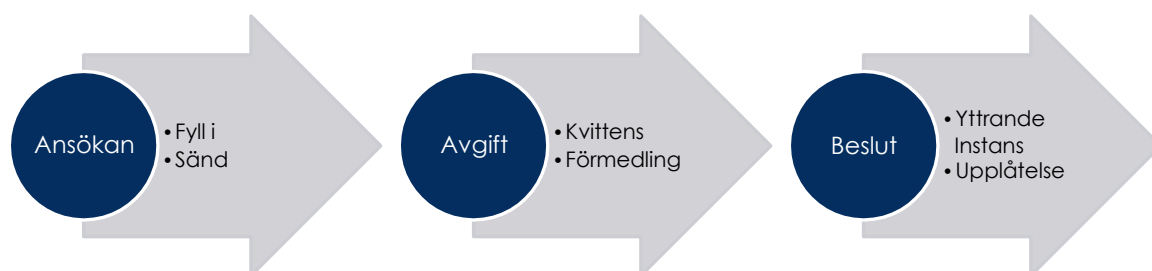 Ansökan
• Fyll i
• Sänd
Avgift
• Kvittens
• Förmedling
Beslut
• Yttrande
Instans
• Upplåtelse